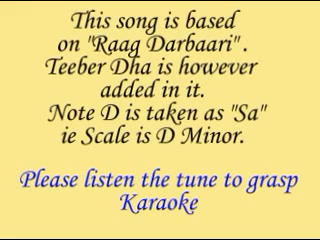 This song is based
on "Raag Darbaari" .
Teeber Dha is however
added in it.
Note D is taken as "Sa"
ie Scale is D Minor.
Please listen the tune to grasp
Karaoke